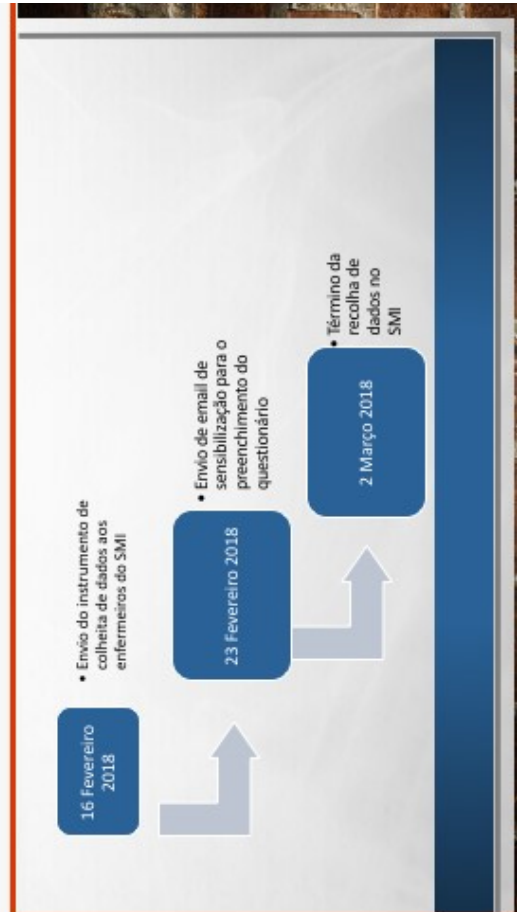 16 Fevereiro
2018
• Envio do instrumento de
colheita de dados aos
enfermeiros do SMI
23 Fevereiro 2018
• Envio de email de
sensibilização para o
preenchimento do
questionário
2 Março 2018
• Término da
recolha de
dados no
SMI